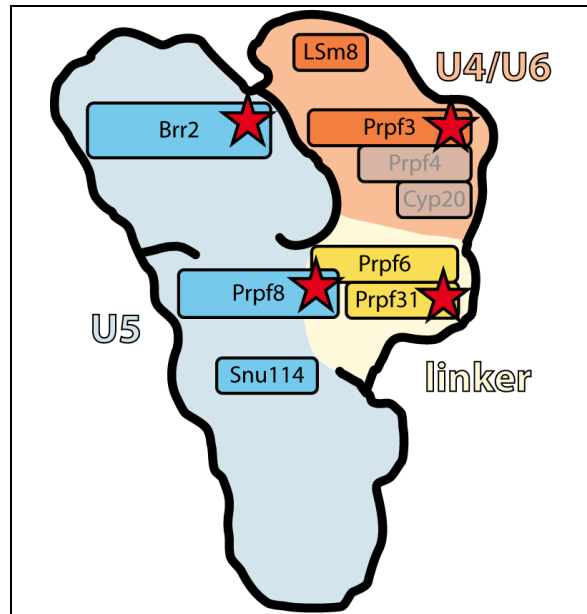 LSm8
U4/U6
Brr2
Prpf3
Prpf4
Cyp20
Prpf6
Prpf8
Prpf31
U5
Snu114
linker